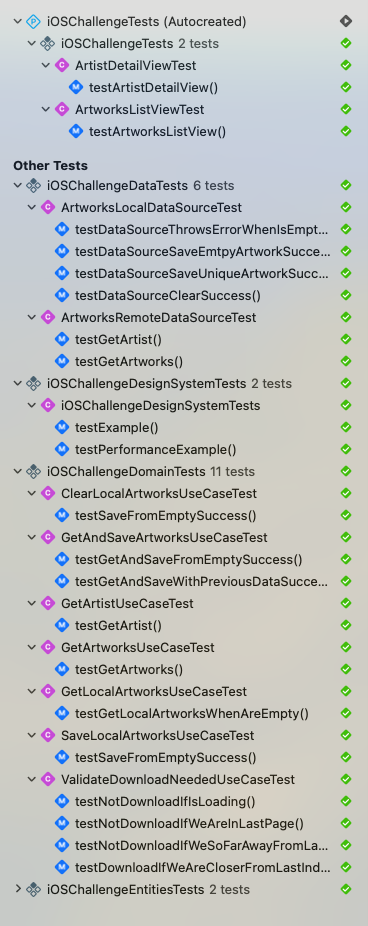 iOSChallengeTests (Autocreated)
iOSChallengeTests 2 tests
ArtistDetailViewTest
testArtistDetailView()
ArtworksListViewTest
testArtworksListView()
Other Tests
iOSChallengeDataTests 6 tests
ArtworksLocalDataSourceTest
testDataSourceThrowsErrorWhenIsEmpt...
testDataSourceSaveEmtpyArtworkSucce...
testDataSourceSaveUniqueArtworkSucc...
testDataSourceClearSuccess()
ArtworksRemoteDataSourceTest
testGetArtist()
testGetArtworks()
iOSChallengeDesignSystemTests 2 tests
iOSChallengeDesignSystemTests
testExample()
testPerformanceExample()
iOSChallengeDomainTests 11 tests
ClearLocalArtworksUseCaseTest
testSaveFromEmptySuccess()
GetAndSaveArtworksUseCaseTest
testGetAndSaveFromEmptySuccess()
testGetAndSaveWithPreviousDataSucce...
GetArtistUseCaseTest
testGetArtist()
GetArtworksUseCaseTest
testGetArtworks()
GetLocalArtworksUseCaseTest
testGetLocalArtworksWhenAreEmpty()
SaveLocalArtworksUseCaseTest
testSaveFromEmptySuccess()
ValidateDownloadNeededUseCaseTest
testNotDownloadIfIsLoading()
testNotDownloadIfWeAreInLastPage()
testNotDownloadIfWeSoFarAwayFromLa...
testDownloadIfWeAreCloserFromLastInd...
iOSChallengeEntitiesTests 2 tests